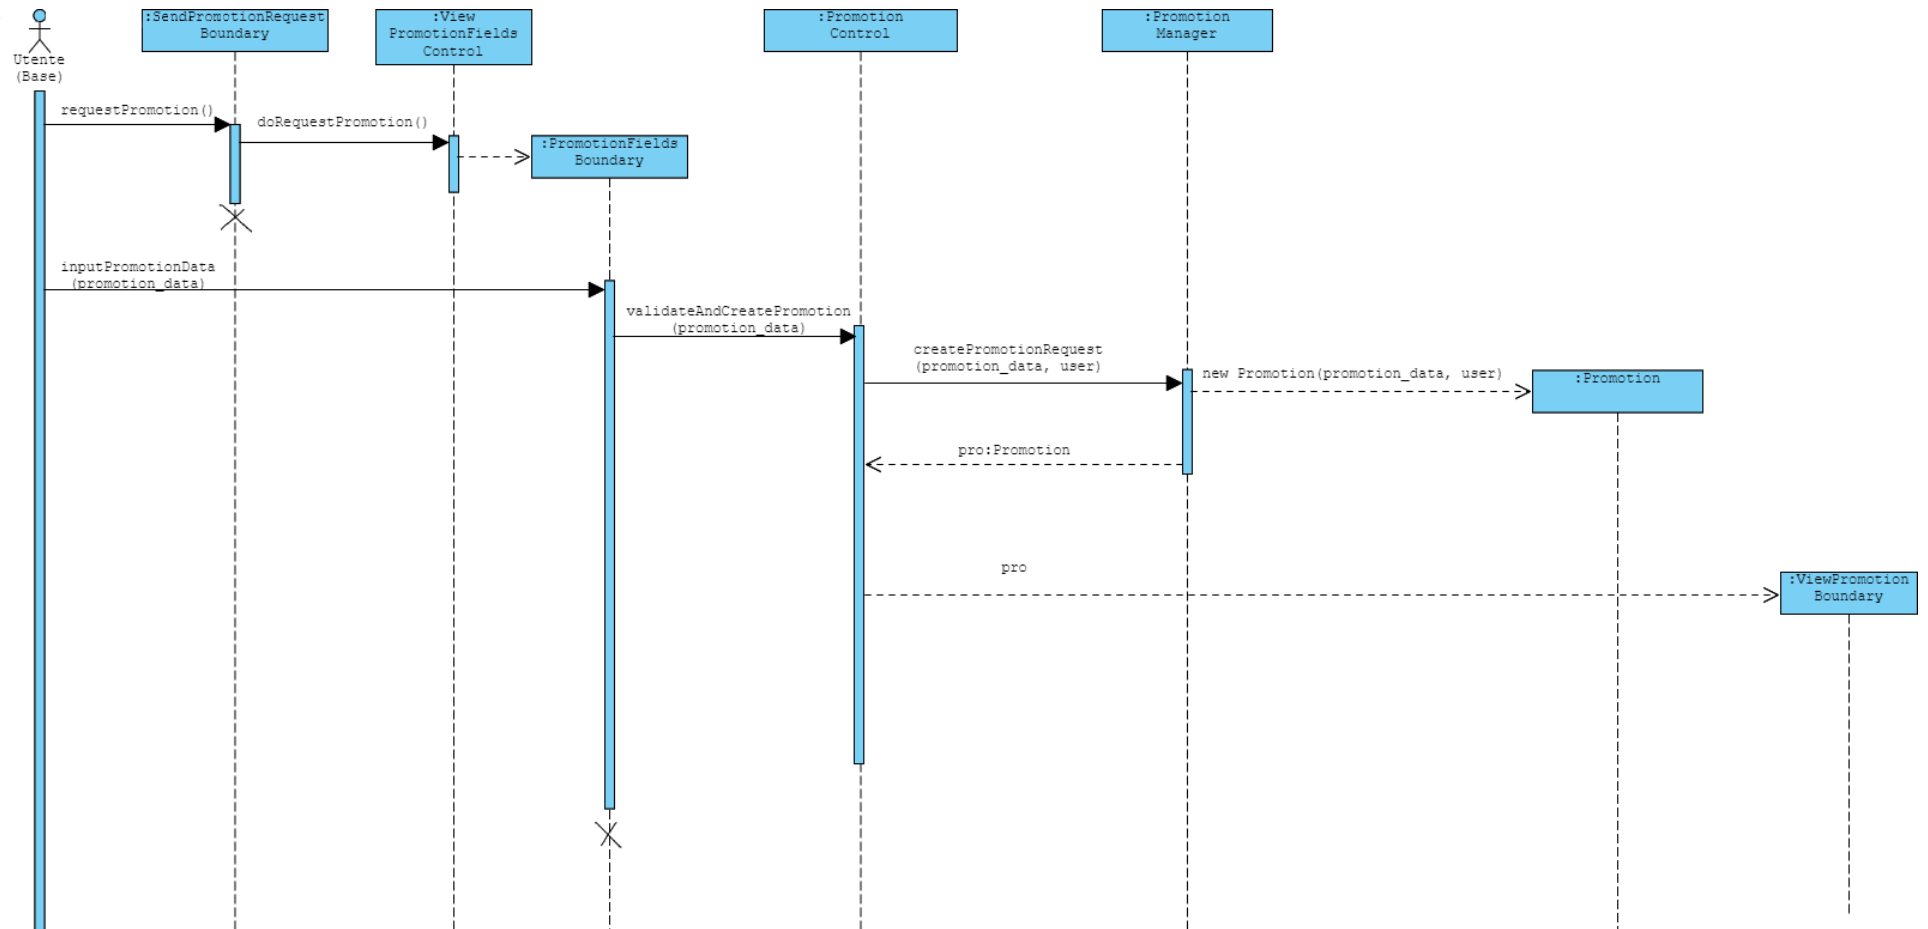 :SendPromotionRequest
Boundary
:View
PromotionFields
Control
:Promotion
Control
:Promotion
Manager
Utente
(Base)
requestPromotion()
doRequestPromotion()
:PromotionFields
Boundary
inputPromotionData
(promotion_data)
validateAndCreatePromotion
(promotion_data)
createPromotionRequest
(promotion_data, user)
new Promotion(promotion_data, user)
:Promotion
pro:Promotion
pro
:ViewPromotion
Boundary